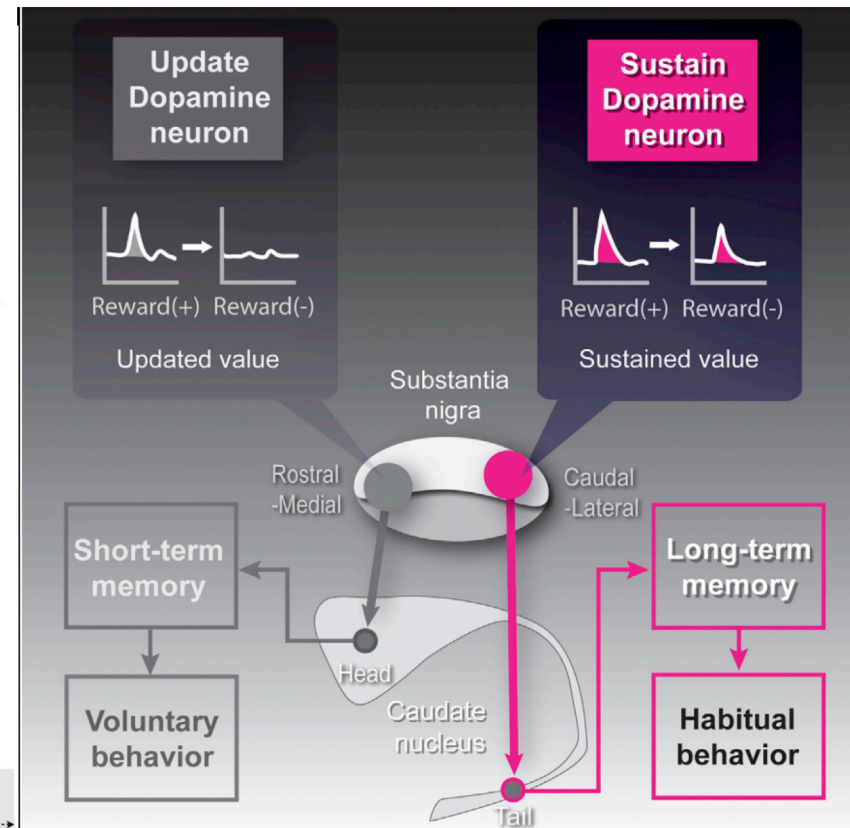 Update
Dopamine
neuron
Reward(+) Reward(-)
Updated value
Sustain
Dopamine
neuron
Reward(+) Reward(-)
Sustained value
Substantia
nigra
Rostral
-Medial
Caudal
-Lateral
Short-term
memory
Voluntary
behavior
Head
Caudate
nucleus
Tail
Long-term
memory
Habitual
behavior